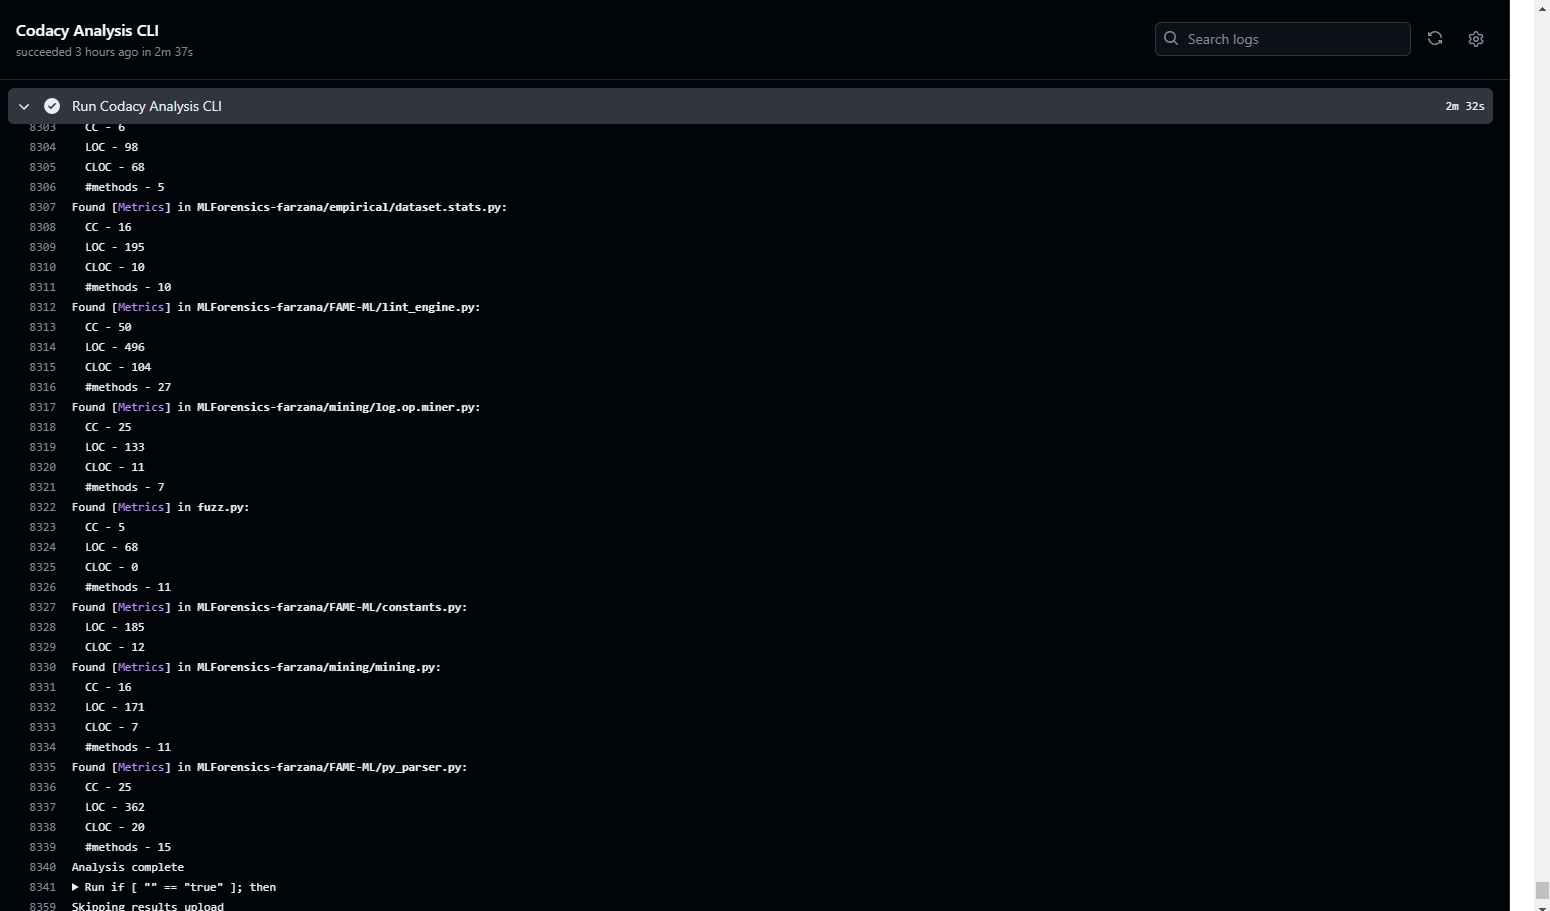 Codacy Analysis CLI
succeeded 3 hours ago in 2m 37s
Search logs
Run Codacy Analysis CLI 2m 32s
8303 CC - 6
8304 LOC - 98
8305 CLOC - 68
8306 #methods - 5
8307 Found [Metrics] in MLForensics-farzana/empirical/dataset.stats.py:
8308 CC - 16
8309 LOC - 195
8310 CLOC - 10
8311 #methods - 10
8312 Found [Metrics] in MLForensics-farzana/FAME-ML/lint_engine.py:
8313 CC - 50
8314 LOC - 496
8315 CLOC - 104
8316 #methods - 27
8317 Found [Metrics] in MLForensics-farzana/mining/log.op.miner.py:
8318 CC - 25
8319 LOC - 133
8320 CLOC - 11
8321 #methods - 7
8322 Found [Metrics] in fuzz.py:
8323 CC - 5
8324 LOC - 68
8325 CLOC - 0
8326 #methods - 11
8327 Found [Metrics] in MLForensics-farzana/FAME-ML/constants.py:
8328 LOC - 185
8329 CLOC - 12
8330 Found [Metrics] in MLForensics-farzana/mining/mining.py:
8331 CC - 16
8332 LOC - 171
8333 CLOC - 7
8334 #methods - 11
8335 Found [Metrics] in MLForensics-farzana/FAME-ML/py_parser.py:
8336 CC - 25
8337 LOC - 362
8338 CLOC - 20
8339 #methods - 15
8340 Analysis complete
8341 ▶ Run if [ "" == "true" ]; then
8359 Skipping results upload